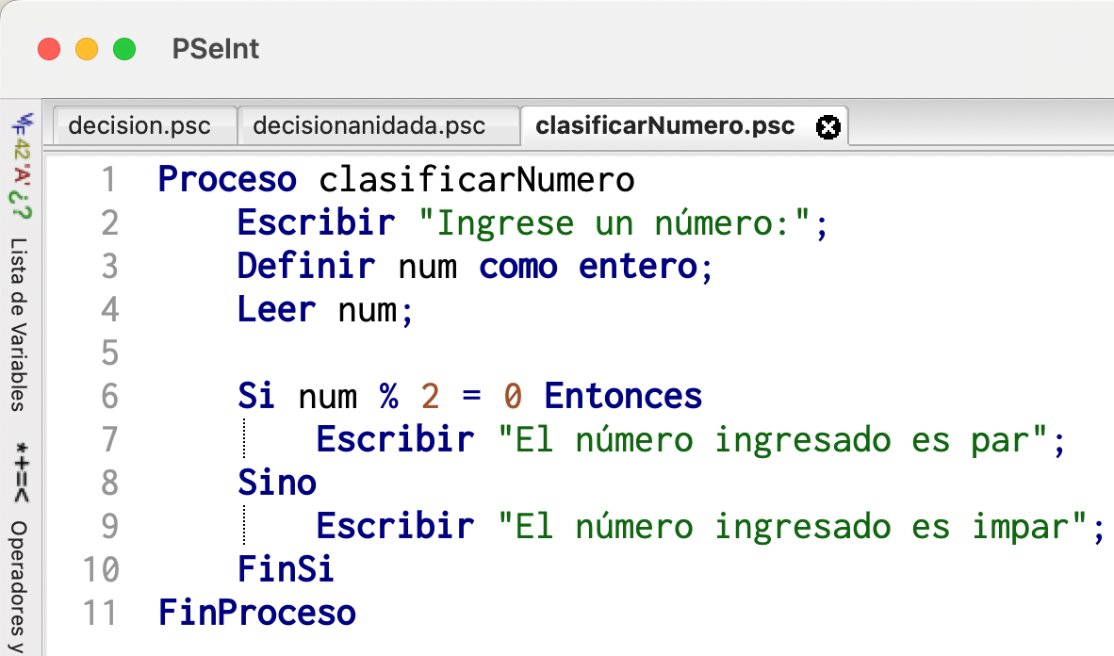 PSeInt
decision.psc
decisionanidada.psc
clasificarNumero.psc
VF 42 'A' ¿? Lista de Variables
*+=< Operadores y
1 Proceso clasificarNumero
2     Escribir "Ingrese un número:";
3     Definir num como entero;
4     Leer num;
5
6     Si num % 2 = 0 Entonces
7         Escribir "El número ingresado es par";
8     Sino
9         Escribir "El número ingresado es impar";
10     FinSi
11 FinProceso